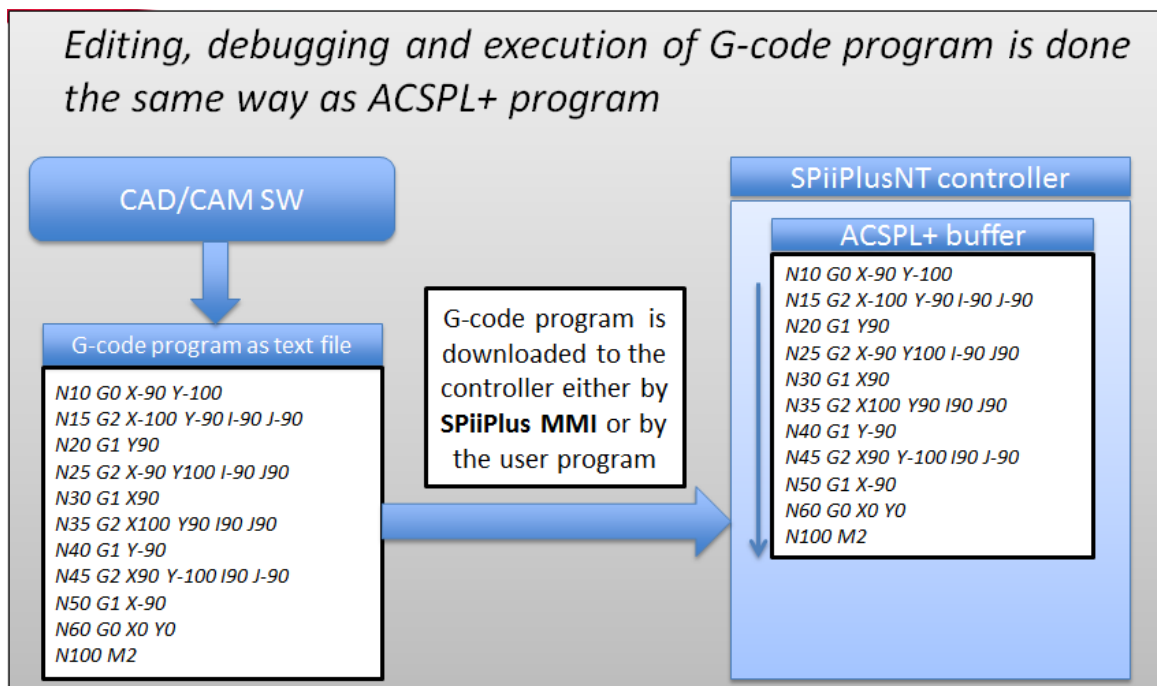 Editing, debugging and execution of G-code program is done
the same way as ACSPL+ program
CAD/CAM SW
G-code program as text file
N10 G0 X-90 Y-100
N15 G2 X-100 Y-90 I-90 J-90
N20 G1 Y90
N25 G2 X-90 Y100 I-90 J90
N30 G1 X90
N35 G2 X100 Y90 I90 J90
N40 G1 Y-90
N45 G2 X90 Y-100 I90 J-90
N50 G1 X-90
N60 G0 X0 Y0
N100 M2
G-code program is
downloaded to the
controller either by
SPiiPlus MMI or by
the user program
SPiiPlusNT controller
ACSPL+ buffer
N10 G0 X-90 Y-100
N15 G2 X-100 Y-90 I-90 J-90
N20 G1 Y90
N25 G2 X-90 Y100 I-90 J90
N30 G1 X90
N35 G2 X100 Y90 I90 J90
N40 G1 Y-90
N45 G2 X90 Y-100 I90 J-90
N50 G1 X-90
N60 G0 X0 Y0
N100 M2